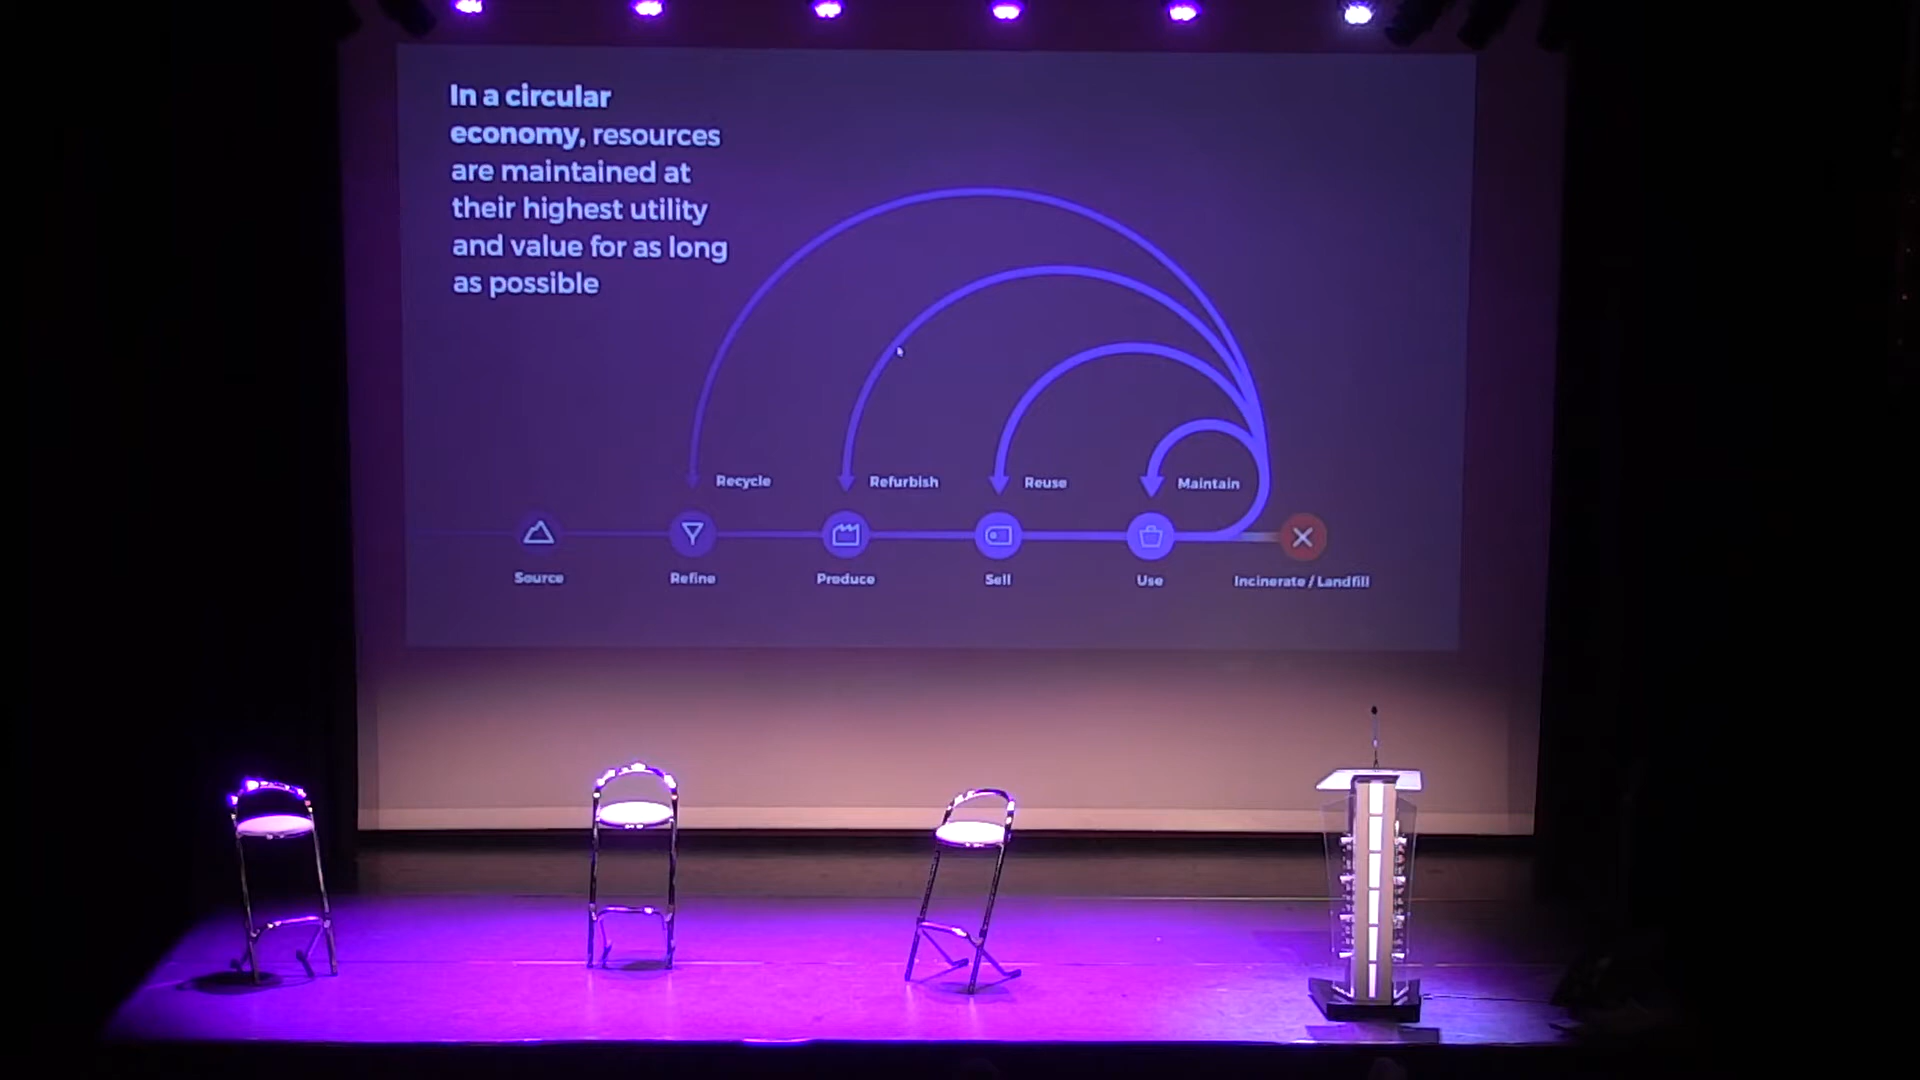 In a circular
economy, resources
are maintained at
their highest utility
and value for as long
as possible
Recycle
Refurbish
Reuse
Maintain
Source
Refine
Produce
Sell
Use
Incinerate / Landfill